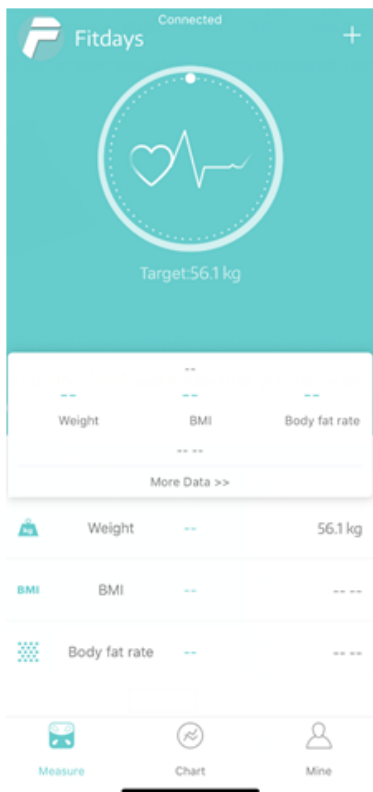 Connected
Fitdays
+
Target:56.1 kg
--
-- -- --
Weight BMI Body fat rate
-- --
More Data >>
kg Weight -- 56.1 kg
BMI BMI -- -- --
Body fat rate -- -- --
Measure Chart Mine